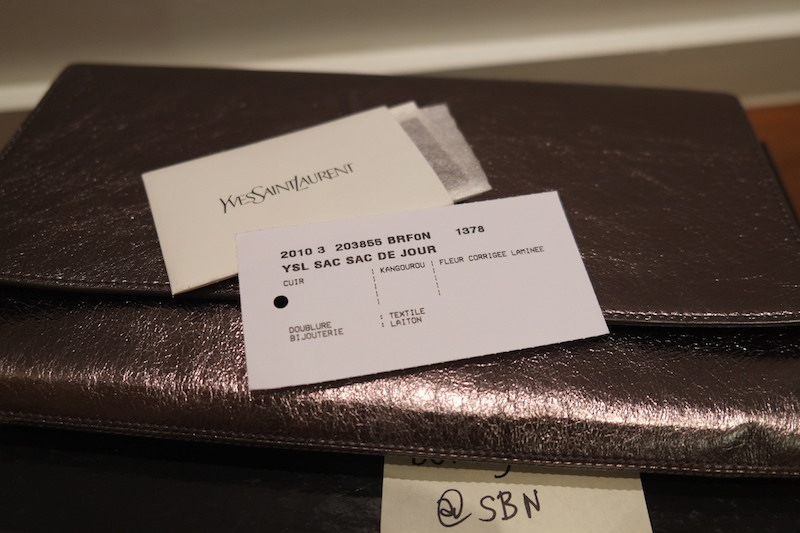 YVESSAINTLAURENT
2010 3 203855 BRF0N 1378
YSL SAC SAC DE JOUR
CUIR KANGOUROU FLEUR CORRIGEE LAMINEE
DOUBLURE : TEXTILE
BIJOUTERIE : LAITON
@SBN